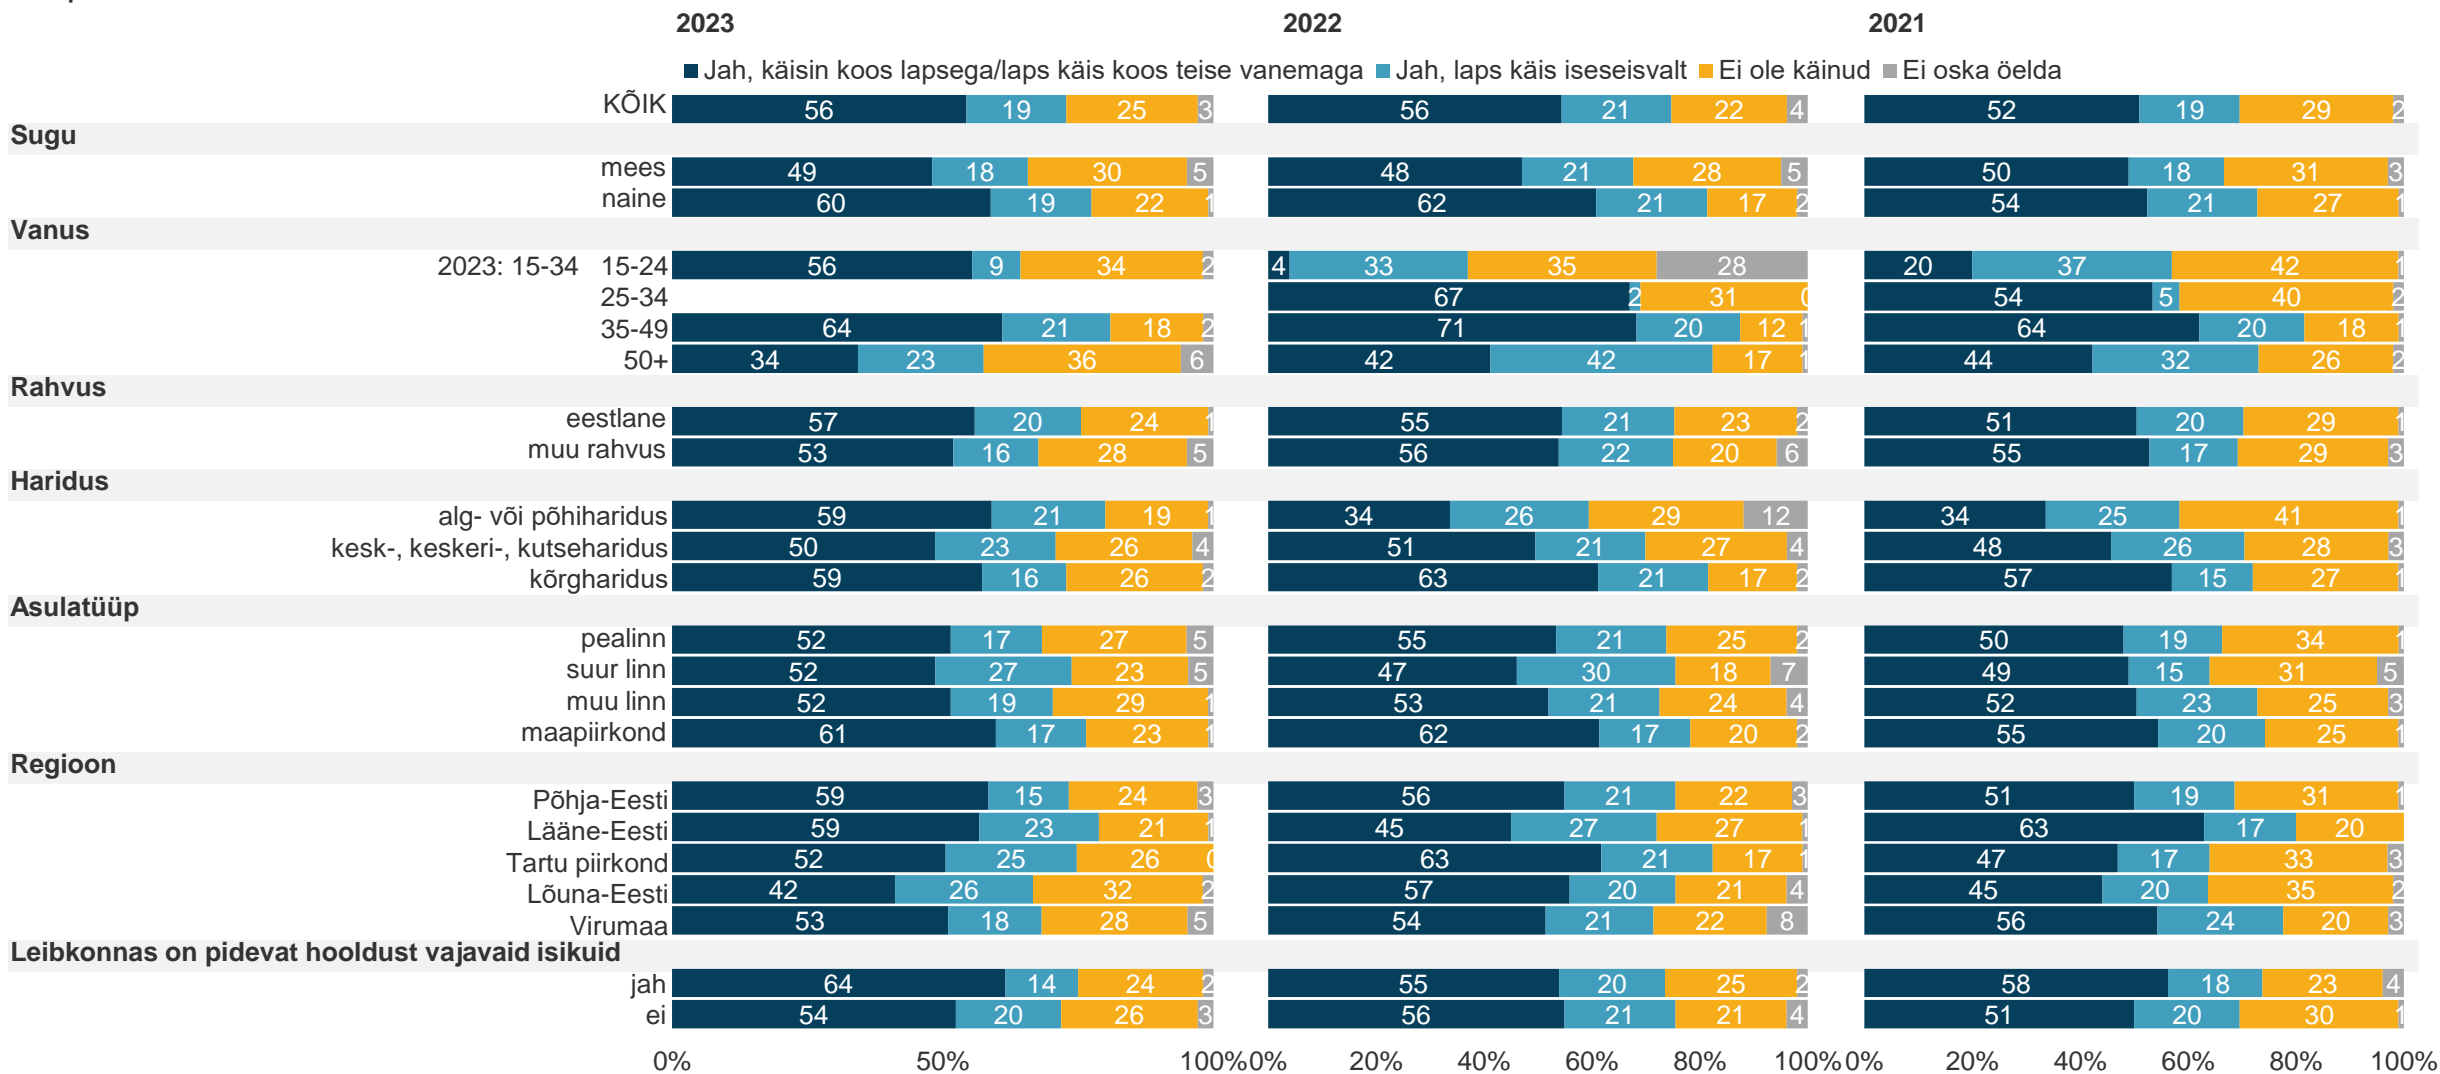 2023 2022 2021
Jah, käisin koos lapsega/laps käis koos teise vanemaga Jah, laps käis iseseisvalt Ei ole käinud Ei oska öelda
KÕIK 56 19 25 3 56 21 22 4 52 19 29 2
Sugu
mees 49 18 30 5 48 21 28 5 50 18 31 3
naine 60 19 22 1 62 21 17 2 54 21 27 1
Vanus
2023: 15-34 15-24 56 9 34 2 4 33 35 28 20 37 42 1
25-34 67 2 31 0 54 5 40 2
35-49 64 21 18 2 71 20 12 1 64 20 18 1
50+ 34 23 36 6 42 42 17 1 44 32 26 2
Rahvus
eestlane 57 20 24 1 55 21 23 2 51 20 29 1
muu rahvus 53 16 28 5 56 22 20 6 55 17 29 3
Haridus
alg- või põhiharidus 59 21 19 1 34 26 29 12 34 25 41 1
kesk-, keskeri-, kutseharidus 50 23 26 4 51 21 27 4 48 26 28 3
kõrgharidus 59 16 26 2 63 21 17 2 57 15 27 1
Asulatüüp
pealinn 52 17 27 5 55 21 25 2 50 19 34 1
suur linn 52 27 23 5 47 30 18 7 49 15 31 5
muu linn 52 19 29 1 53 21 24 4 52 23 25 3
maapiirkond 61 17 23 1 62 17 20 2 55 20 25 1
Regioon
Põhja-Eesti 59 15 24 3 56 21 22 3 51 19 31 1
Lääne-Eesti 59 23 21 1 45 27 27 1 63 17 20
Tartu piirkond 52 25 26 0 63 21 17 1 47 17 33 3
Lõuna-Eesti 42 26 32 2 57 20 21 4 45 20 35 2
Virumaa 53 18 28 5 54 21 22 8 56 24 20 3
Leibkonnas on pidevat hooldust vajavaid isikuid
jah 64 14 24 2 55 20 25 2 58 18 23 4
ei 54 20 26 3 56 21 21 4 51 20 30 1
0% 50% 100% 0% 20% 40% 60% 80% 100% 0% 20% 40% 60% 80% 100%